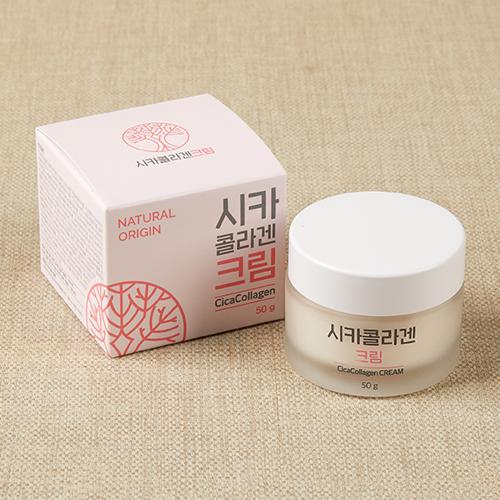 시카콜라겐크림
NATURAL
ORIGIN
시카
콜라겐
크림
CicaCollagen
50 g
시카콜라겐
크림
CicaCollagen CREAM
50 g